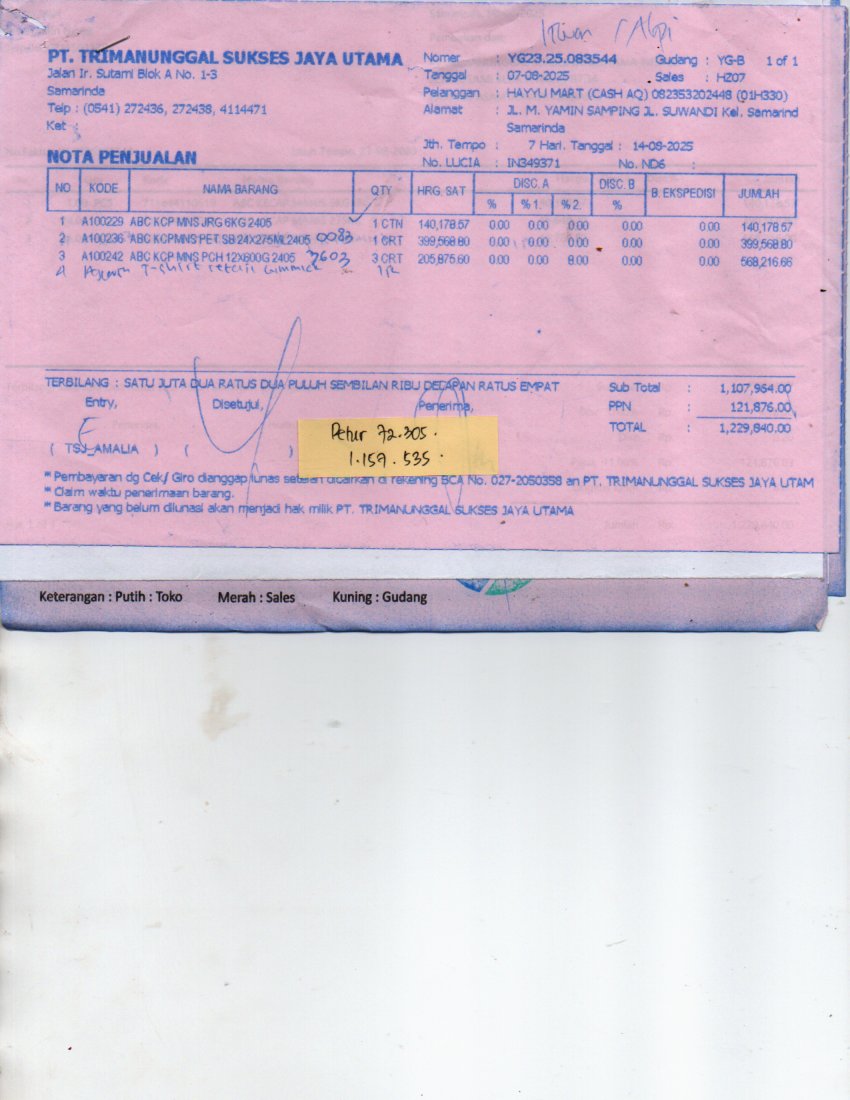 PT. TRIMANUNGGAL SUKSES JAYA UTAMA
Jalan Ir. Sutami Blok A No. 1-3
Samarinda
Telp : (0541) 272436, 272438, 4114471
Ket :
Nomer : YG23.25.083544 Gudang : YG-B 1 of 1
Tanggal : 07-08-2025 Sales : HZ07
Pelanggan : HAYYU MART (CASH AQ) 082353202448 (01H330)
Alamat : JL. M. YAMIN SAMPING JL. SUWANDI Kel. Samarind
Samarinda
Jth. Tempo : 7 Hari. Tanggal : 14-08-2025
No. LUCIA : IN349371 No. ND6 :
NOTA PENJUALAN
NO KODE NAMA BARANG QTY HRG. SAT DISC. A DISC. B B. EKSPEDISI JUMLAH
% % 1. % 2. %
1 A100229 ABC KCP MNS JRG 6KG 2405 1 CTN 140,178.57 0.00 0.00 0.00 0.00 0.00 140,178.57
2 A100236 ABC KCPMNS PET SB 24X275ML2405 0083 1 CRT 399,568.80 0.00 0.00 0.00 0.00 0.00 399,568.80
3 A100242 ABC KCP MNS PCH 12X600G 2405 2603 3 CRT 205,875.60 0.00 0.00 8.00 0.00 0.00 568,216.66
4 T-shirt retail Gimmick
TERBILANG : SATU JUTA DUA RATUS DUA PULUH SEMBILAN RIBU DELAPAN RATUS EMPAT
Sub Total : 1,107,964.00
PPN : 121,876.00
TOTAL : 1,229,840.00
Entry, Disetujui, Penerima,
( TSJ_AMALIA ) ( )
Retur 72.305.
1.157.535.
* Pembayaran dg Cek/ Giro dianggap lunas setelah dicairkan di rekening BCA No. 027-2050358 an PT. TRIMANUNGGAL SUKSES JAYA UTAM
* Claim waktu penerimaan barang.
* Barang yang belum dilunasi akan menjadi hak milik PT. TRIMANUNGGAL SUKSES JAYA UTAMA
Keterangan : Putih : Toko Merah : Sales Kuning : Gudang